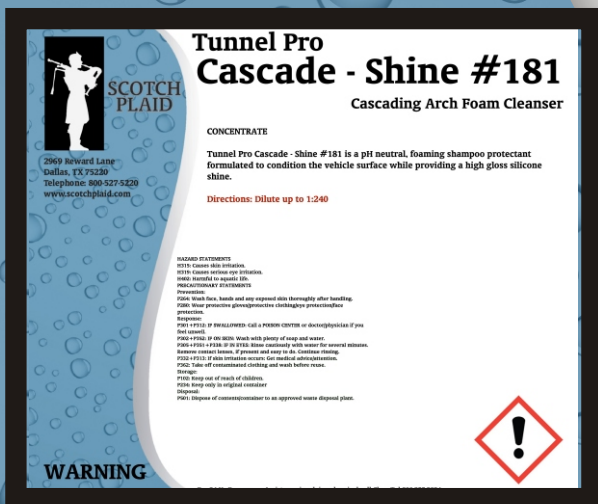 Tunnel Pro
Cascade - Shine #181
Cascading Arch Foam Cleanser
SCOTCH
PLAID
2969 Reward Lane
Dallas, TX 75220
Telephone: 800-527-5220
www.scotchplaid.com
CONCENTRATE
Tunnel Pro Cascade - Shine #181 is a pH neutral, foaming shampoo protectant
formulated to condition the vehicle surface while providing a high gloss silicone
shine.
Directions: Dilute up to 1:240
HAZARD STATEMENTS
H315: Causes skin irritation.
H319: Causes serious eye irritation.
H402: Harmful to aquatic life.
PRECAUTIONARY STATEMENTS
Prevention:
P264: Wash face, hands and any exposed skin thoroughly after handling.
P280: Wear protective gloves/protective clothing/eye protection/face
protection.
Response:
P301+P312: IF SWALLOWED: Call a POISON CENTER or doctor/physician if you
feel unwell.
P302+P352: IF ON SKIN: Wash with plenty of soap and water.
P305+P351+P338: IF IN EYES: Rinse cautiously with water for several minutes.
Remove contact lenses, if present and easy to do. Continue rinsing.
P332+P313: If skin irritation occurs: Get medical advice/attention.
P362: Take off contaminated clothing and wash before reuse.
Storage:
P102: Keep out of reach of children.
P234: Keep only in original container
Disposal:
P501: Dispose of contents/container to an approved waste disposal plant.
WARNING